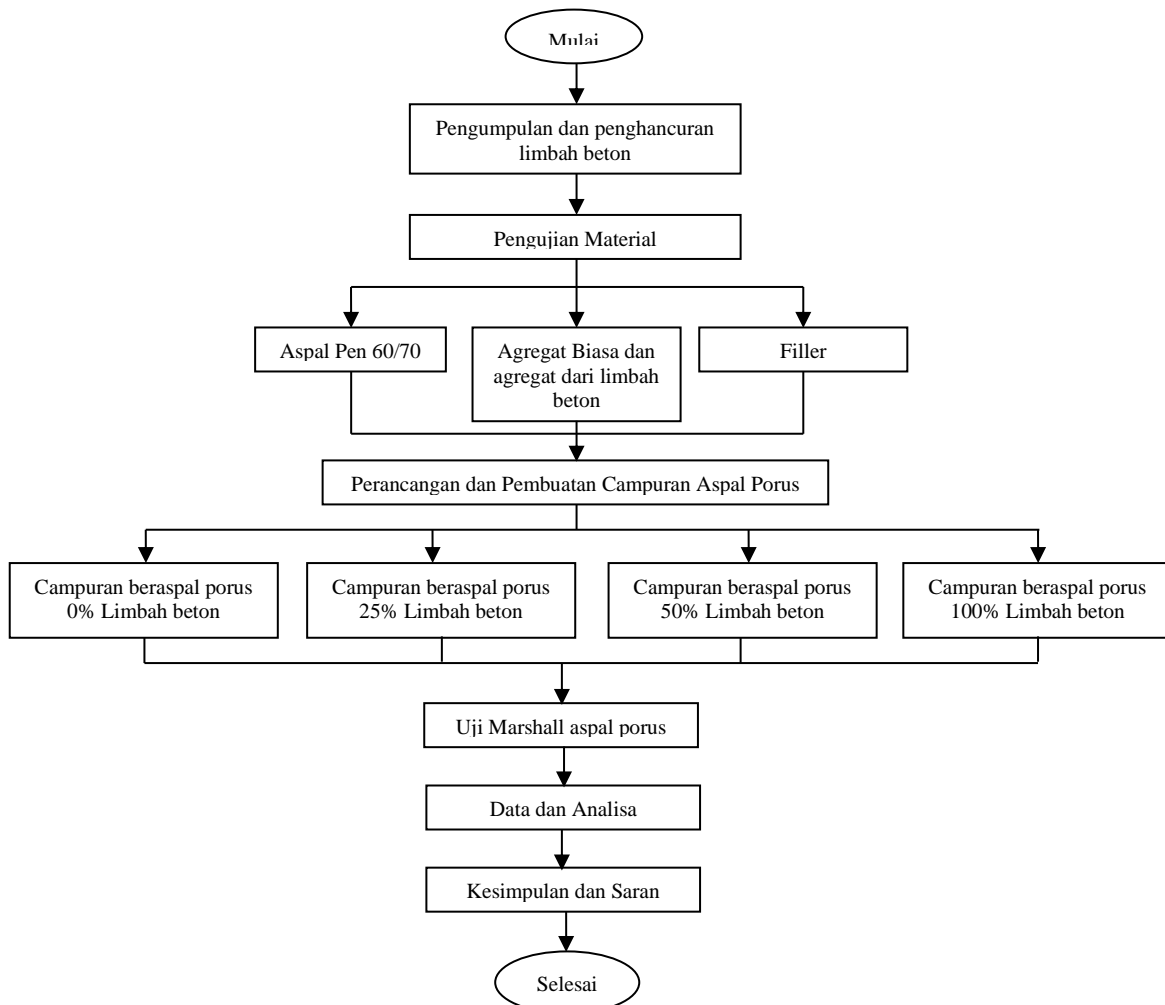 Mulai
Pengumpulan dan penghancuran
limbah beton
Pengujian Material
Aspal Pen 60/70
Agregat Biasa dan
agregat dari limbah
beton
Filler
Perancangan dan Pembuatan Campuran Aspal Porus
Campuran beraspal porus
0% Limbah beton
Campuran beraspal porus
25% Limbah beton
Campuran beraspal porus
50% Limbah beton
Campuran beraspal porus
100% Limbah beton
Uji Marshall aspal porus
Data dan Analisa
Kesimpulan dan Saran
Selesai